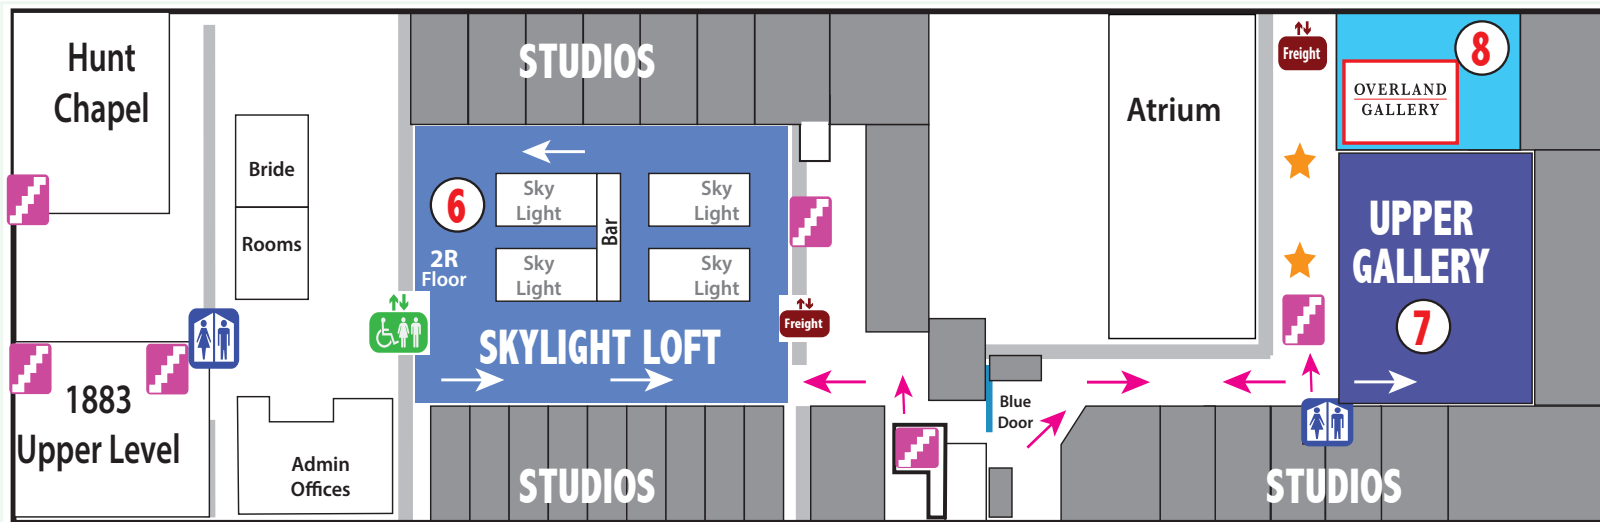 Hunt
Chapel
Bride
Rooms
1883
Upper Level
Admin
Offices
STUDIOS
6
2R
Floor
Sky
Light
Sky
Light
Bar
Sky
Light
Sky
Light
SKYLIGHT LOFT
Freight
STUDIOS
Blue
Door
Atrium
Freight
8
OVERLAND
GALLERY
UPPER
GALLERY
7
STUDIOS